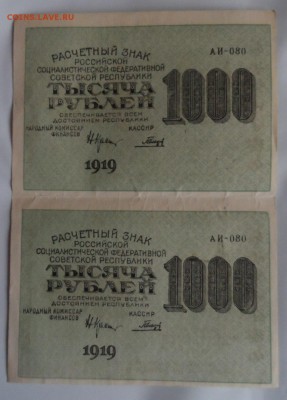 COINS.LAVE.RU
РАСЧЕТНЫЙ ЗНАК АИ-080
РОССИЙСКОЙ
СОЦИАЛИСТИЧЕСКОЙ ФЕДЕРАТИВНОЙ
СОВЕТСКОЙ РЕСПУБЛИКИ
ТЫСЯЧА 1000
РУБЛЕЙ
ОБЕСПЕЧИВАЕТСЯ ВСЕМ
ДОСТОЯНИЕМ РЕСПУБЛИКИ
НАРОДНЫЙ КОМИССАР КАССИР
ФИНАНСОВ
1919
РАСЧЕТНЫЙ ЗНАК АИ-080
РОССИЙСКОЙ
СОЦИАЛИСТИЧЕСКОЙ ФЕДЕРАТИВНОЙ
СОВЕТСКОЙ РЕСПУБЛИКИ
ТЫСЯЧА 1000
РУБЛЕЙ
ОБЕСПЕЧИВАЕТСЯ ВСЕМ
ДОСТОЯНИЕМ РЕСПУБЛИКИ
НАРОДНЫЙ КОМИССАР КАССИР
ФИНАНСОВ
1919